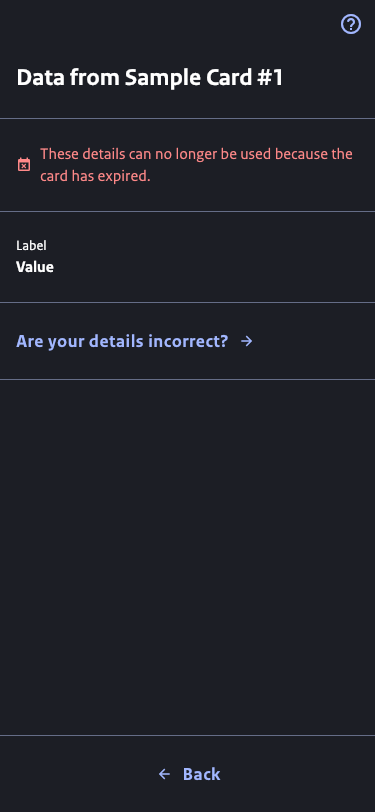 Data from Sample Card #1
These details can no longer be used because the
card has expired.
Label
Value
Are your details incorrect?
Back